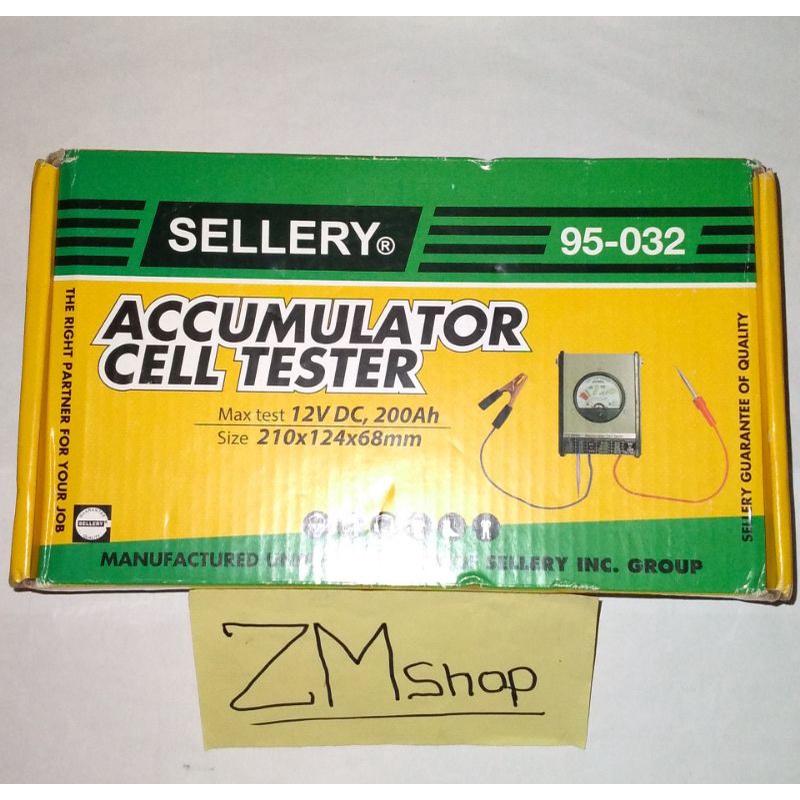 SELLERY®
95-032
ACCUMULATOR
CELL TESTER
Max test 12V DC, 200Ah
Size 210x124x68mm
THE RIGHT PARTNER FOR YOUR JOB
SELLERY GUARANTEE OF QUALITY
SELLERY
MANUFACTURED
SELLERY INC. GROUP
ZM shop